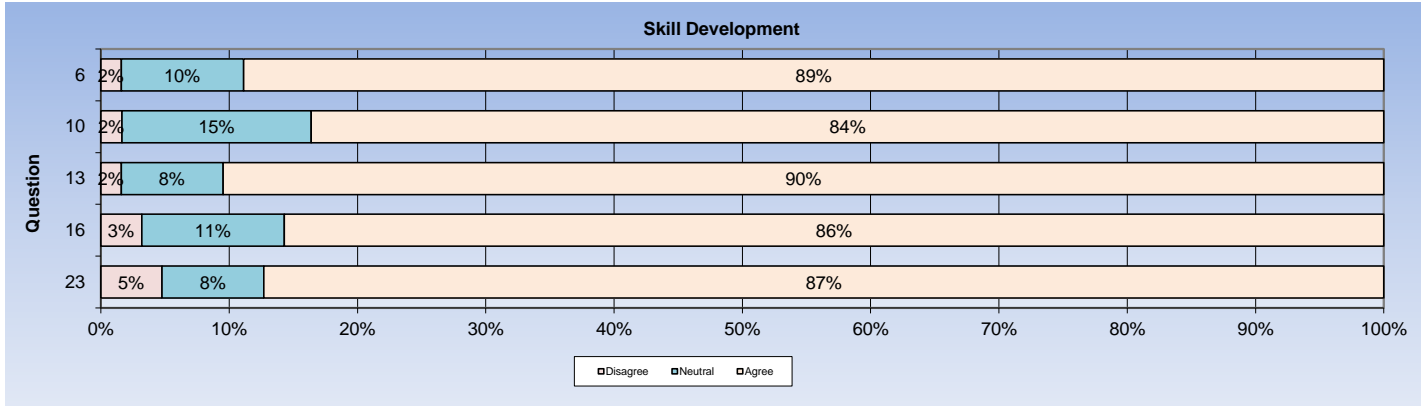 Skill Development
Question
6 2% 10% 89%
10 2% 15% 84%
13 2% 8% 90%
16 3% 11% 86%
23 5% 8% 87%
0% 10% 20% 30% 40% 50% 60% 70% 80% 90% 100%
Disagree Neutral Agree